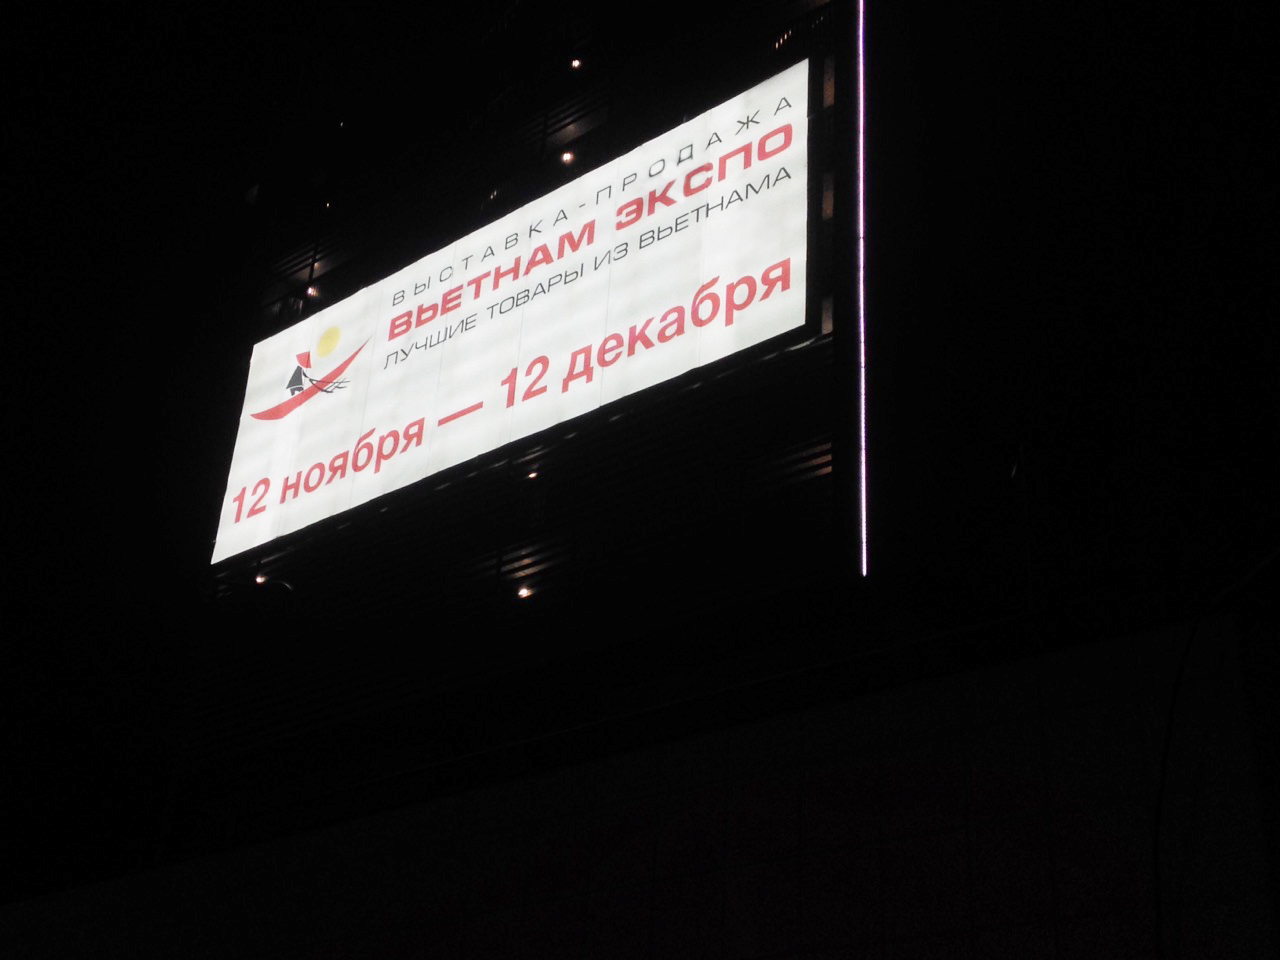 ВЫСТАВКА-ПРОДАЖА
ВЬЕТНАМ ЭКСПО
ЛУЧШИЕ ТОВАРЫ ИЗ ВЬЕТНАМА
12 ноября — 12 декабря